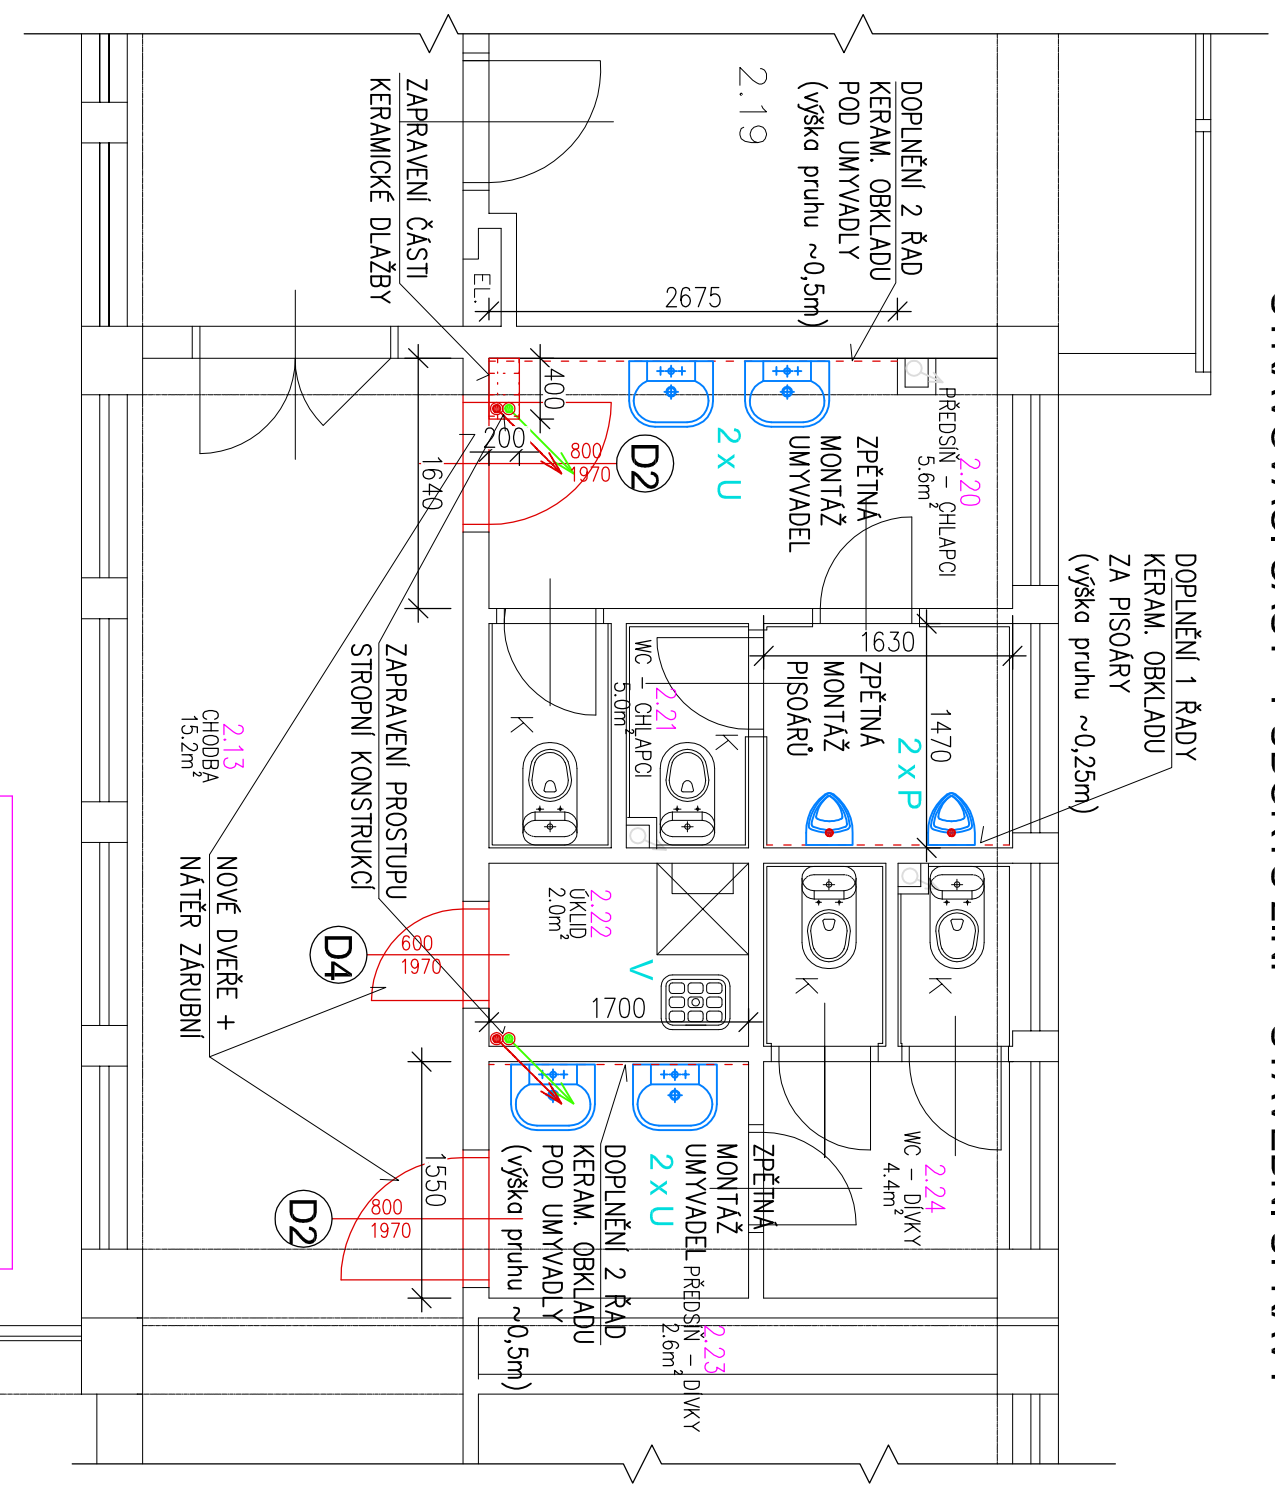 2.19
DOPLNĚNÍ 2 ŘAD
KERAM. OBKLADU
POD UMYVADLY
(výška pruhu ~0,5m)
ZAPRAVENÍ ČÁSTI
KERAMICKÉ DLAŽBY
EL.
2675
400
200
1640
800
1970
D2
2 x U
ZPĚTNÁ
MONTÁŽ
UMYVADEL
2.20
PŘEDSÍŇ - CHLAPCI
5.6m²
DOPLNĚNÍ 1 ŘADY
KERAM. OBKLADU
ZA PISOÁRY
(výška pruhu ~0,25m)
1630
1470
ZPĚTNÁ
MONTÁŽ
PISOÁRŮ
2 x P
2.21
WC - CHLAPCI
5.0m²
K
K
ZAPRAVENÍ PROSTUPU
STROPNÍ KONSTRUKCÍ
2.13
CHODBA
15.2m²
NOVÉ DVEŘE +
NÁTĚR ZÁRUBNÍ
2.22
ÚKLID
2.0m²
V
1700
600
1970
D4
K
K
2.24
WC - DÍVKY
4.4m²
ZPĚTNÁ
MONTÁŽ
UMYVADEL
2 x U
DOPLNĚNÍ 2 ŘAD
KERAM. OBKLADU
POD UMYVADLY
(výška pruhu ~0,5m)
1550
800
1970
D2
2.23
PŘEDSÍŇ - DÍVKY
2.6m²